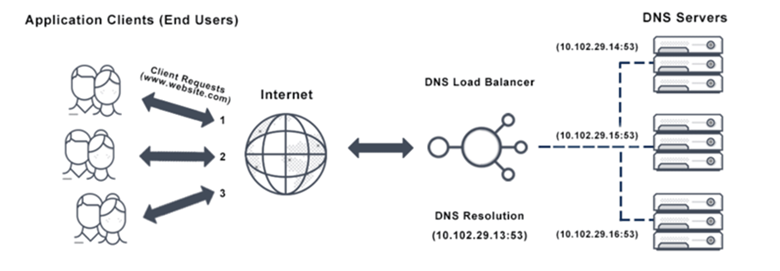 Application Clients (End Users)
DNS Servers
Client Requests
(www.website.com)
1
2
3
Internet
DNS Load Balancer
DNS Resolution
(10.102.29.13:53)
(10.102.29.14:53)
(10.102.29.15:53)
(10.102.29.16:53)